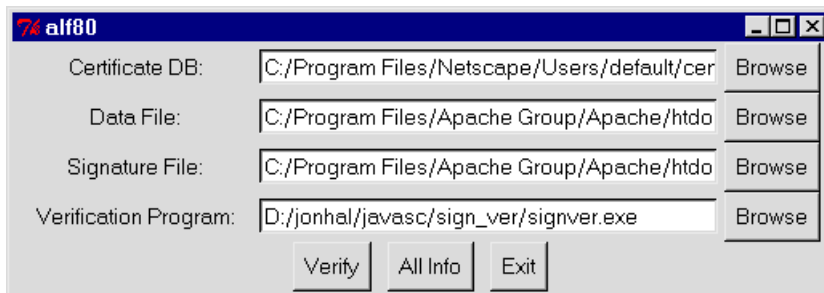 alf80
Certificate DB: C:/Program Files/Netscape/Users/default/cer Browse
Data File: C:/Program Files/Apache Group/Apache/htdo Browse
Signature File: C:/Program Files/Apache Group/Apache/htdo Browse
Verification Program: D:/jonhal/javasc/sign_ver/signver.exe Browse
Verify All Info Exit